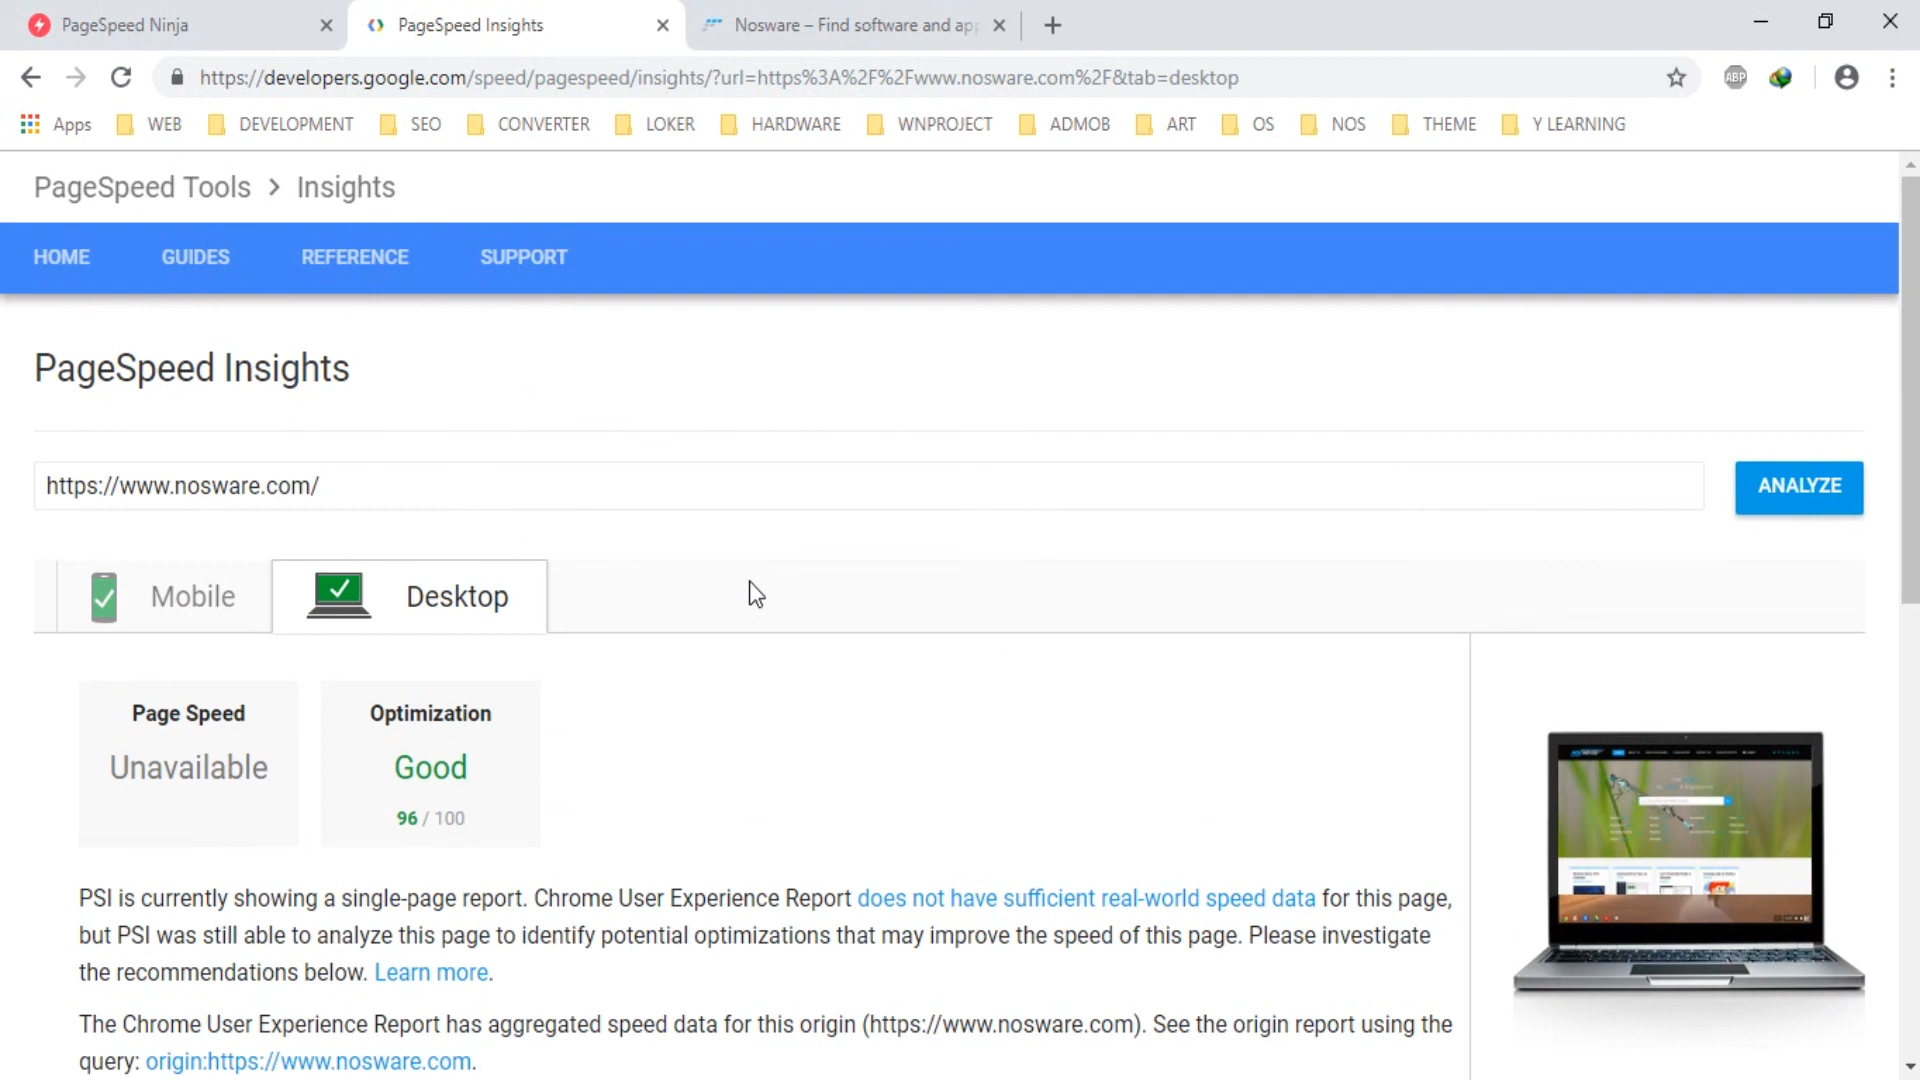 PageSpeed Ninja
PageSpeed Insights
Nosware – Find software and app
https://developers.google.com/speed/pagespeed/insights/?url=https%3A%2F%2Fwww.nosware.com%2F&tab=desktop
ABP
Apps WEB DEVELOPMENT SEO CONVERTER LOKER HARDWARE WNPROJECT ADMOB ART OS NOS THEME Y LEARNING
PageSpeed Tools > Insights
HOME GUIDES REFERENCE SUPPORT
PageSpeed Insights
https://www.nosware.com/
ANALYZE
Mobile
Desktop
Page Speed
Unavailable
Optimization
Good
96 / 100
PSI is currently showing a single-page report. Chrome User Experience Report does not have sufficient real-world speed data for this page,
but PSI was still able to analyze this page to identify potential optimizations that may improve the speed of this page. Please investigate
the recommendations below. Learn more.
The Chrome User Experience Report has aggregated speed data for this origin (https://www.nosware.com). See the origin report using the
query: origin:https://www.nosware.com.